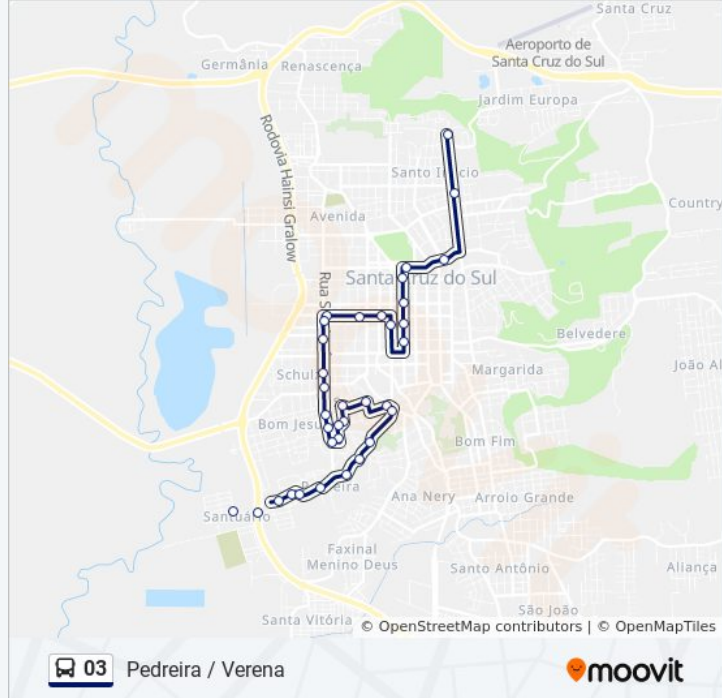 Santa Cruz
Aeroporto de
Santa Cruz do Sul
Germânia
Renascença
Jardim Europa
Rodovia Hainsi Gralow
Santo Inácio
Country
Avenida
Santa Cruz do Sul
Rua S
Belvedere
João Al
Margarida
Schulz
Bom Jesu
Bom Fim
Pedreira
Ana Nery
Arroio Grande
Santuário
Faxinal
Menino Deus
Santo Antônio
Aliança
São João
Santa Vitória
© OpenStreetMap contributors | © OpenMapTiles
03 Pedreira / Verena
moovit